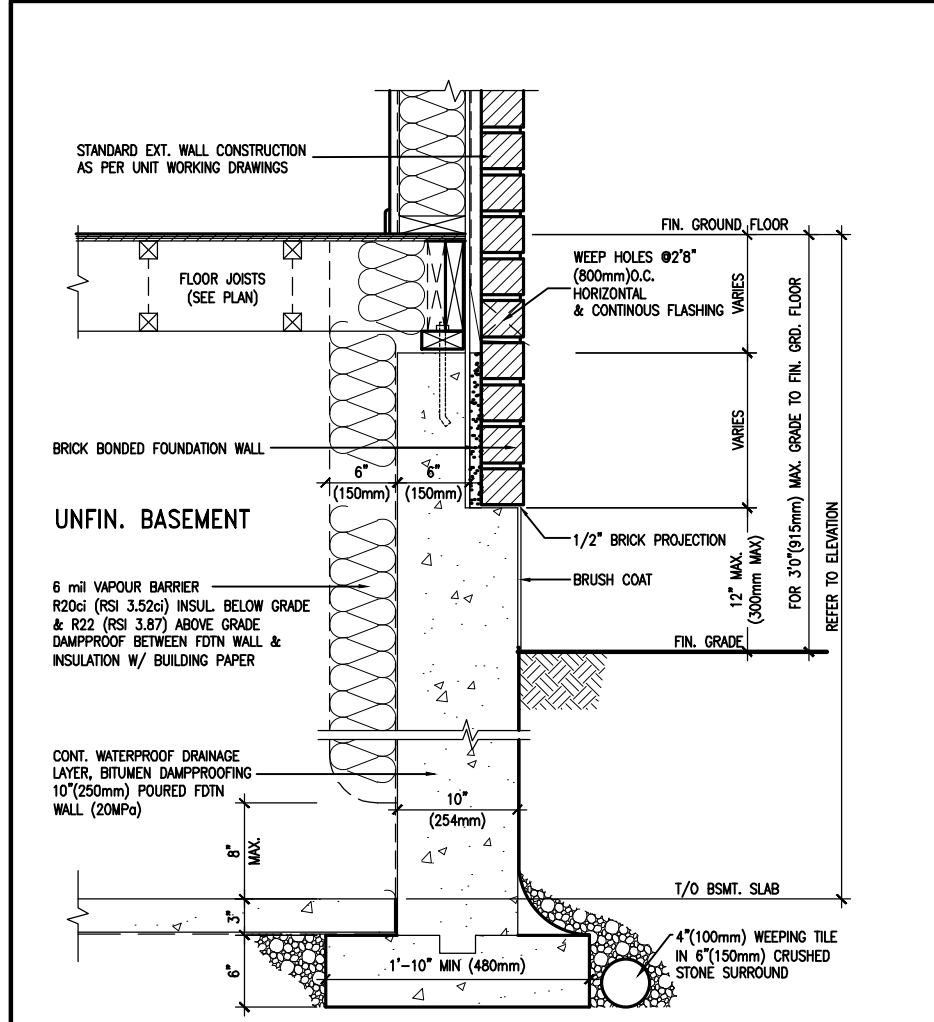 STANDARD EXT. WALL CONSTRUCTION
AS PER UNIT WORKING DRAWINGS
FIN. GROUND FLOOR
FLOOR JOISTS
(SEE PLAN)
WEEP HOLES @2'8"
(800mm)O.C.
HORIZONTAL
& CONTINOUS FLASHING
VARIES
VARIES
FOR 3'0"(915mm) MAX. GRADE TO FIN. GRD. FLOOR
REFER TO ELEVATION
BRICK BONDED FOUNDATION WALL
6"
(150mm)
6"
(150mm)
UNFIN. BASEMENT
1/2" BRICK PROJECTION
BRUSH COAT
12" MAX.
(300mm MAX)
6 mil VAPOUR BARRIER
R20ci (RSI 3.52ci) INSUL. BELOW GRADE
& R22 (RSI 3.87) ABOVE GRADE
DAMPPROOF BETWEEN FDTN WALL &
INSULATION W/ BUILDING PAPER
FIN. GRADE
CONT. WATERPROOF DRAINAGE
LAYER, BITUMEN DAMPPROOFING
10"(250mm) POURED FDTN
WALL (20MPa)
10"
(254mm)
8"
MAX.
T/O BSMT. SLAB
3"
6"
1'-10" MIN (480mm)
4"(100mm) WEEPING TILE
IN 6"(150mm) CRUSHED
STONE SURROUND